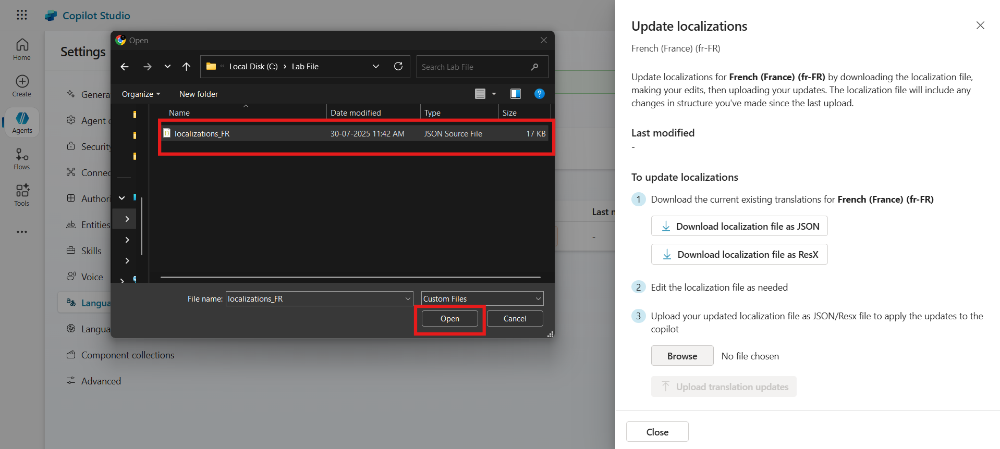 Copilot Studio
Home
Create
Agents
Flows
Tools
Settings
Genera
Agent
Security
Connec
Authori
Entities
Skills
Voice
Langua
Langua
Component collections
Advanced
Open
Local Disk (C:) › Lab File
Search Lab File
Organize
New folder
Name Date modified Type Size
localizations_FR 30-07-2025 11:42 AM JSON Source File 17 KB
File name: localizations_FR Custom Files
Open Cancel
Last
-
Update localizations
French (France) (fr-FR)
Update localizations for French (France) (fr-FR) by downloading the localization file,
making your edits, then uploading your updates. The localization file will include any
changes in structure you've made since the last upload.
Last modified
-
To update localizations
1 Download the current existing translations for French (France) (fr-FR)
Download localization file as JSON
Download localization file as ResX
2 Edit the localization file as needed
3 Upload your updated localization file as JSON/Resx file to apply the updates to the
copilot
Browse No file chosen
Upload translation updates
Close